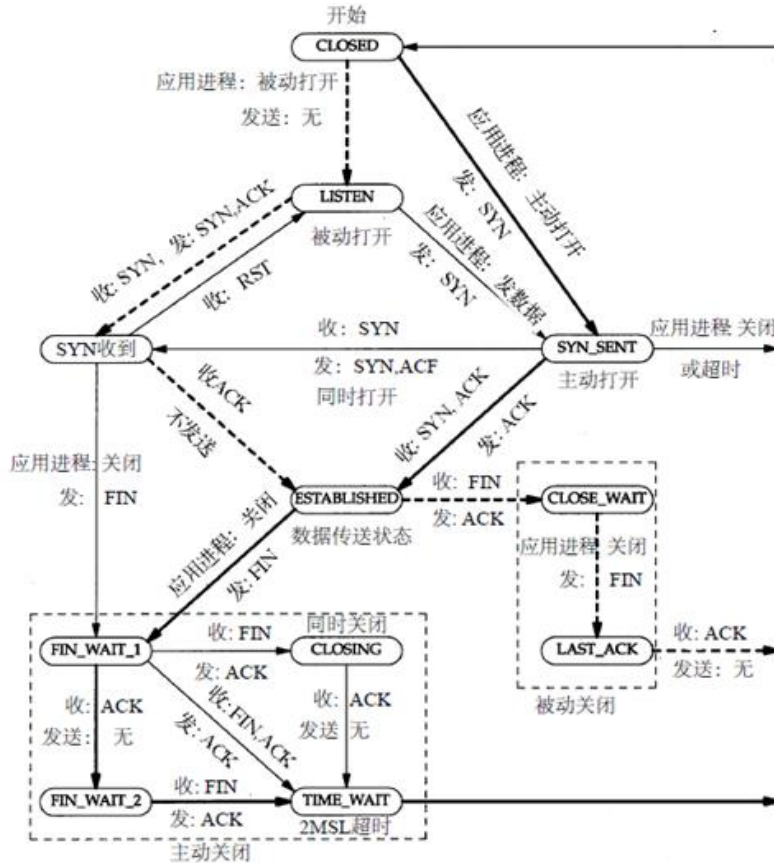 开始
CLOSED
应用进程：被动打开
发送：无
应用进程：主动打开
发：SYN
LISTEN
被动打开
收: SYN，发: SYN,ACK
收：RST
应用进程：发数据
发：SYN
SYN收到
收：SYN
发：SYN,ACF
同时打开
SYN_SENT
主动打开
应用进程 关闭
或超时
收ACK
不发送
收: SYN, ACK
发: ACK
应用进程: 关闭
发: FIN
ESTABLISHED
数据传送状态
收: FIN
发: ACK
CLOSE_WAIT
应用进程 关闭
发: FIN
LAST_ACK
被动关闭
收: ACK
发送：无
应用进程：关闭
发: FIN
同时关闭
FIN_WAIT_1
收: FIN
发: ACK
CLOSING
收: ACK
发送：无
收: FIN,ACK
发: ACK
收: ACK
发送 无
FIN_WAIT_2
收: FIN
发: ACK
TIME_WAIT
2MSL超时
主动关闭